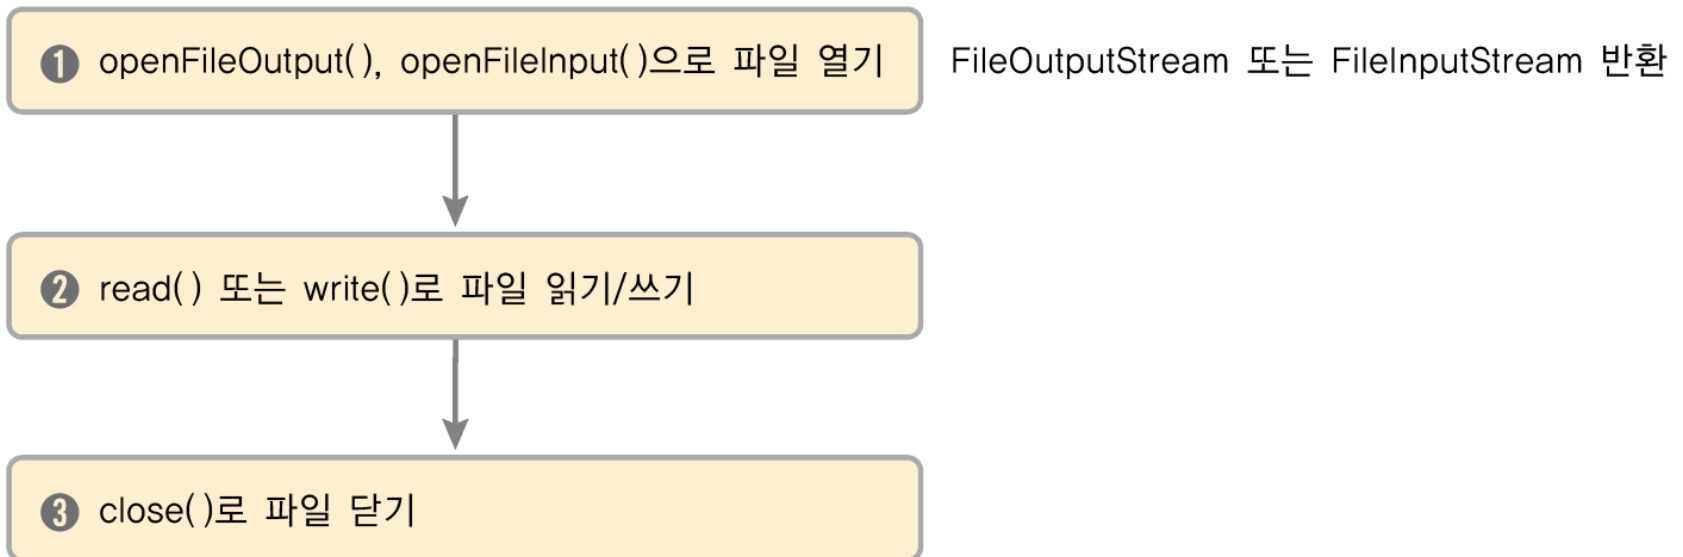 ❶ openFileOutput( ), openFileInput( )으로 파일 열기 FileOutputStream 또는 FileInputStream 반환
❷ read( ) 또는 write( )로 파일 읽기/쓰기
❸ close( )로 파일 닫기